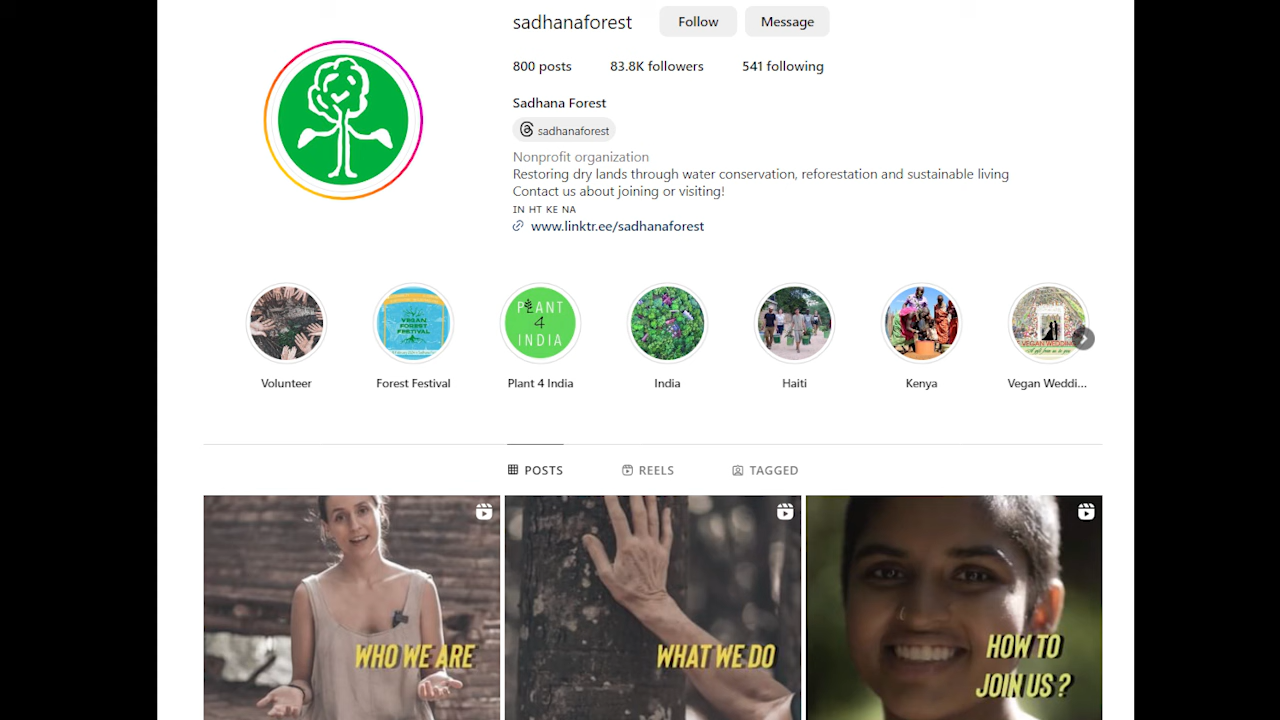 sadhanaforest Follow Message
800 posts 83.8K followers 541 following
Sadhana Forest
sadhanaforest
Nonprofit organization
Restoring dry lands through water conservation, reforestation and sustainable living
Contact us about joining or visiting!
IN HT KE NA
www.linktr.ee/sadhanaforest
PLANT
4
INDIA
VEGAN
FOREST
FESTIVAL
VEGAN WEDDING
Volunteer Forest Festival Plant 4 India India Haiti Kenya Vegan Weddi...
POSTS REELS TAGGED
WHO WE ARE
WHAT WE DO
HOW TO
JOIN US ?